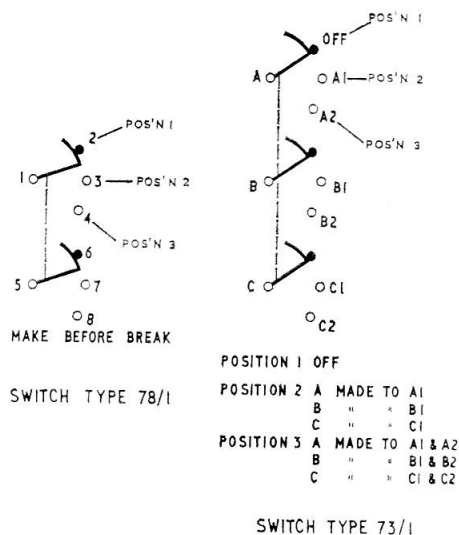 2 POS'N 1
1
3 POS'N 2
4
POS'N 3
6
5
7
8
MAKE BEFORE BREAK
SWITCH TYPE 78/1
OFF POS'N 1
A
A1 POS'N 2
A2
POS'N 3
B
B1
B2
C
C1
C2
POSITION 1 OFF
POSITION 2 A MADE TO A1
B " " B1
C " " C1
POSITION 3 A MADE TO A1 & A2
B " " B1 & B2
C " " C1 & C2
SWITCH TYPE 73/1